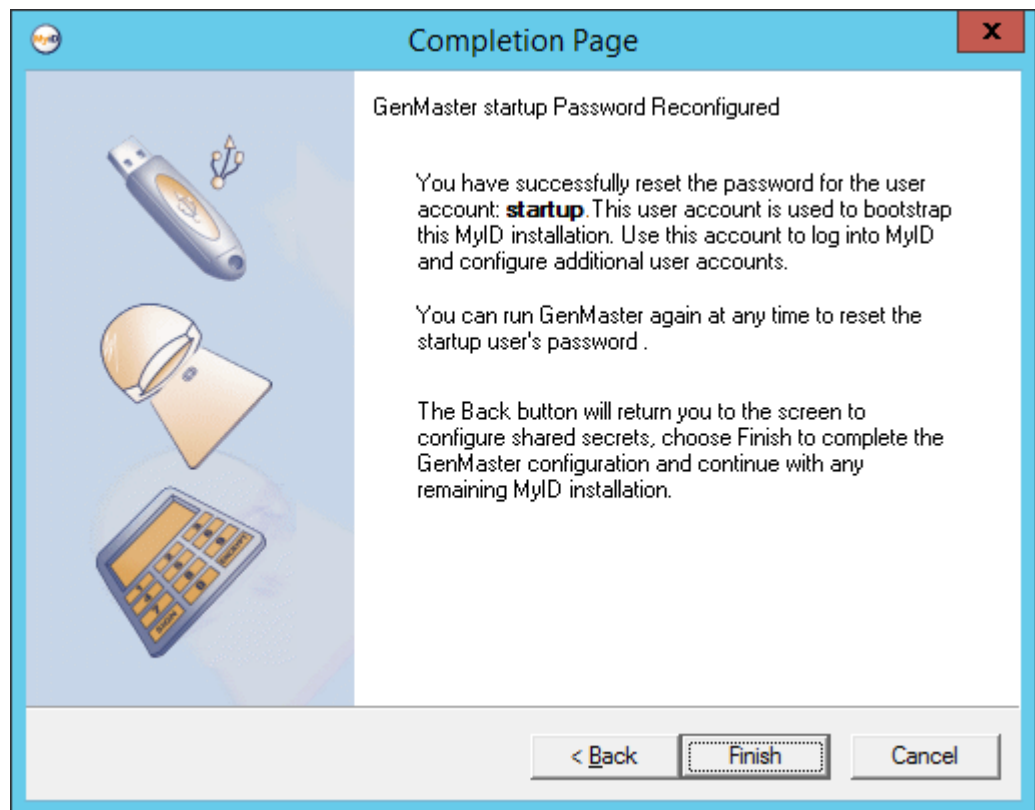 MyID
Completion Page
x
GenMaster startup Password Reconfigured
You have successfully reset the password for the user
account: startup. This user account is used to bootstrap
this MyID installation. Use this account to log into MyID
and configure additional user accounts.
You can run GenMaster again at any time to reset the
startup user's password .
The Back button will return you to the screen to
configure shared secrets, choose Finish to complete the
GenMaster configuration and continue with any
remaining MyID installation.
ENCRYPT
SIGN
< Back
Finish
Cancel